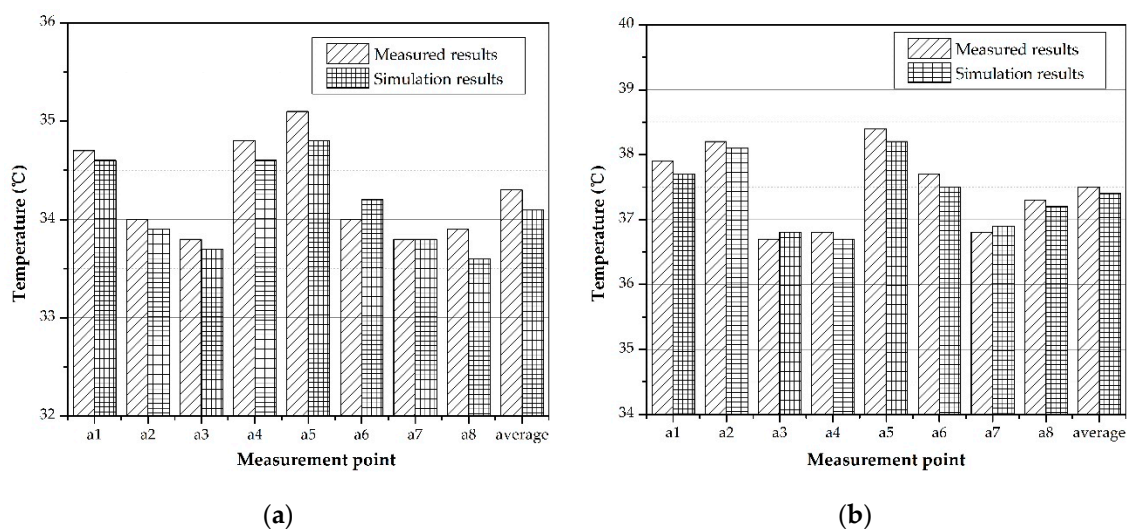 36
35
34
33
32
Temperature (℃)
Measured results
Simulation results
a1 a2 a3 a4 a5 a6 a7 a8 average
Measurement point
(a)
40
39
38
37
36
35
34
Temperature (℃)
Measured results
Simulation results
a1 a2 a3 a4 a5 a6 a7 a8 average
Measurement point
(b)